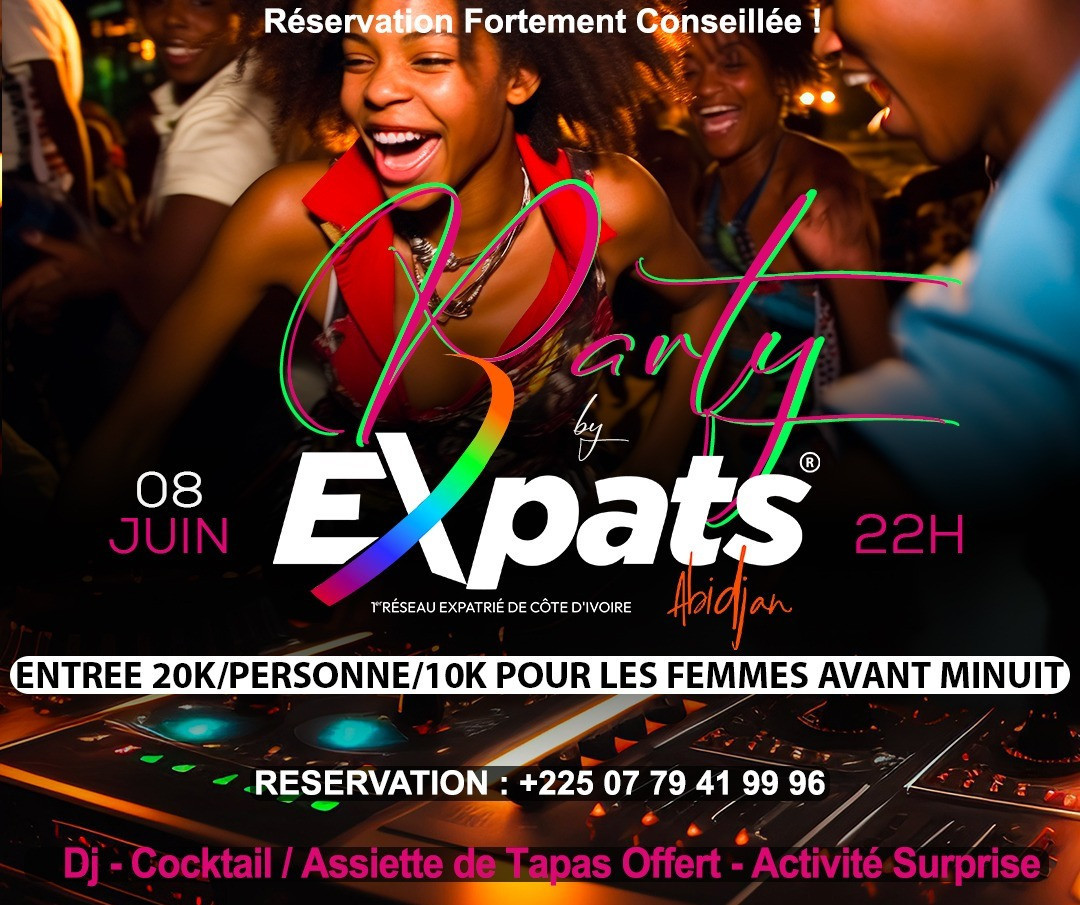 Réservation Fortement Conseillée !
Party
by
EXpats®
08
JUIN
22H
1er RÉSEAU EXPATRIÉ DE CÔTE D'IVOIRE
Abidjan
ENTREE 20K/PERSONNE/10K POUR LES FEMMES AVANT MINUIT
RESERVATION : +225 07 79 41 99 96
Dj - Cocktail / Assiette de Tapas Offert - Activité Surprise